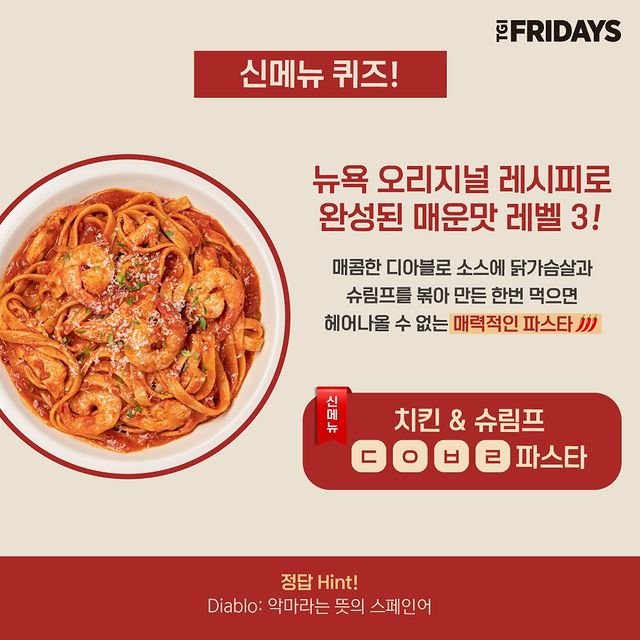 TGI FRIDAYS
신메뉴 퀴즈!
뉴욕 오리지널 레시피로
완성된 매운맛 레벨 3!
매콤한 디아블로 소스에 닭가슴살과
슈림프를 볶아 만든 한번 먹으면
헤어나올 수 없는 매력적인 파스타
신메뉴
치킨 & 슈림프
ㄷㅇㅂㄹ 파스타
정답 Hint!
Diablo: 악마라는 뜻의 스페인어